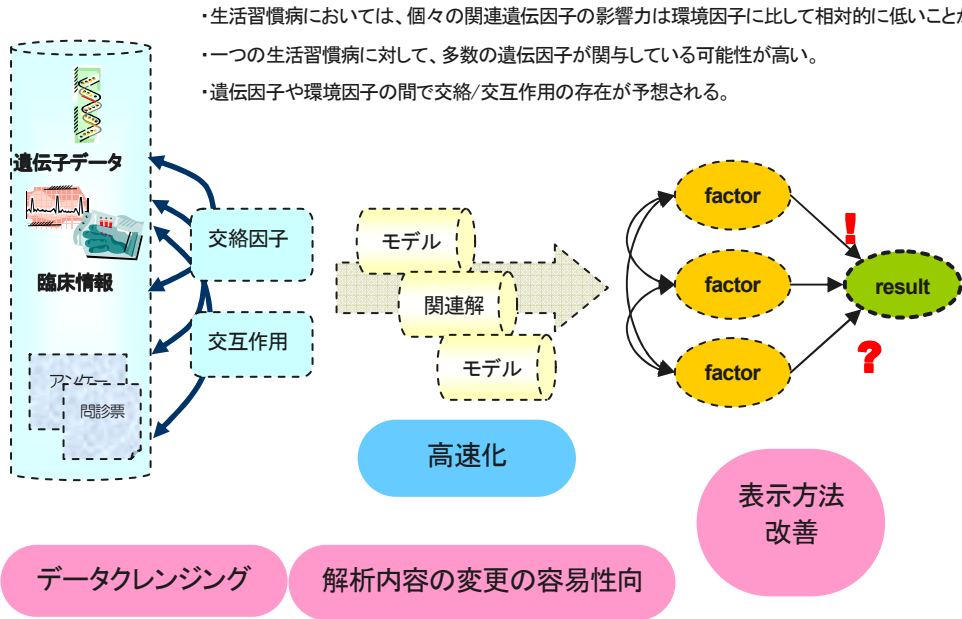 ・生活習慣病においては、個々の関連遺伝因子の影響力は環境因子に比して相対的に低いことが
・一つの生活習慣病に対して、多数の遺伝因子が関与している可能性が高い。
・遺伝因子や環境因子の間で交絡/交互作用の存在が予想される。
遺伝子データ
臨床情報
アンケー
問診票
交絡因子
交互作用
モデル
関連解
モデル
factor
factor
factor
!
?
result
高速化
表示方法
改善
データクレンジング
解析内容の変更の容易性向